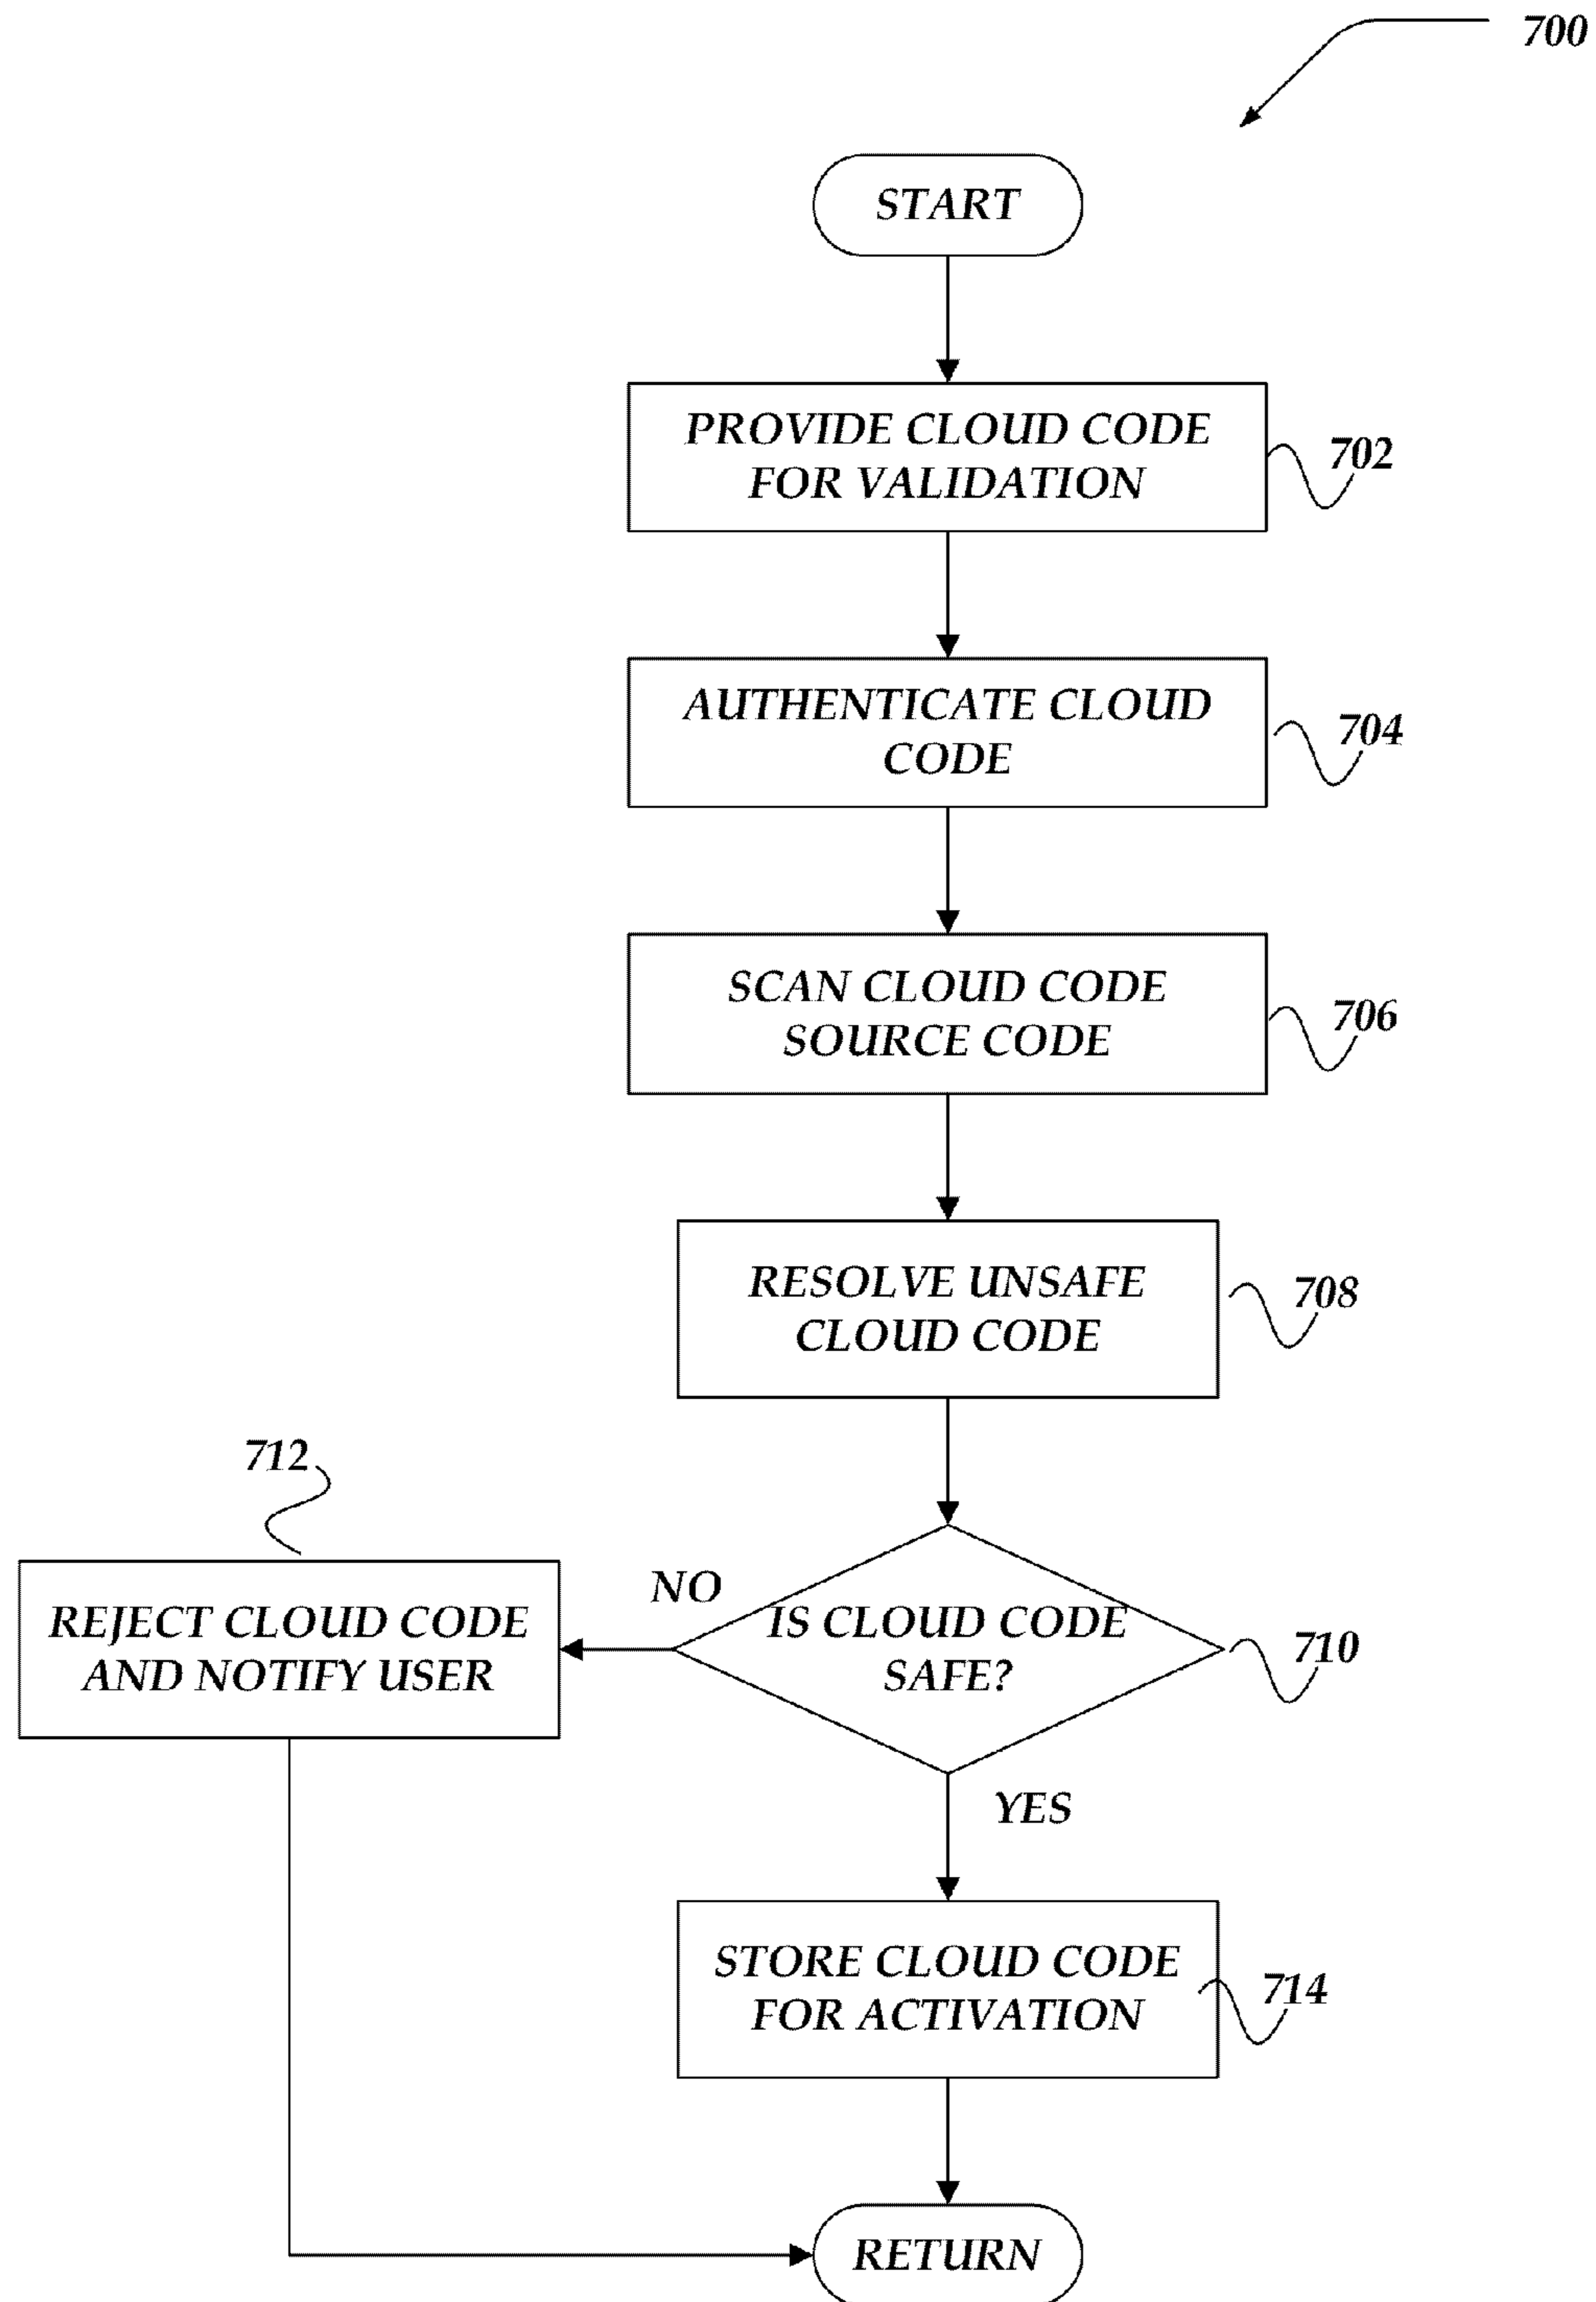 700
START
PROVIDE CLOUD CODE
FOR VALIDATION
702
AUTHENTICATE CLOUD
CODE
704
SCAN CLOUD CODE
SOURCE CODE
706
RESOLVE UNSAFE
CLOUD CODE
708
712
REJECT CLOUD CODE
AND NOTIFY USER
NO
IS CLOUD CODE
SAFE?
710
YES
STORE CLOUD CODE
FOR ACTIVATION
714
RETURN